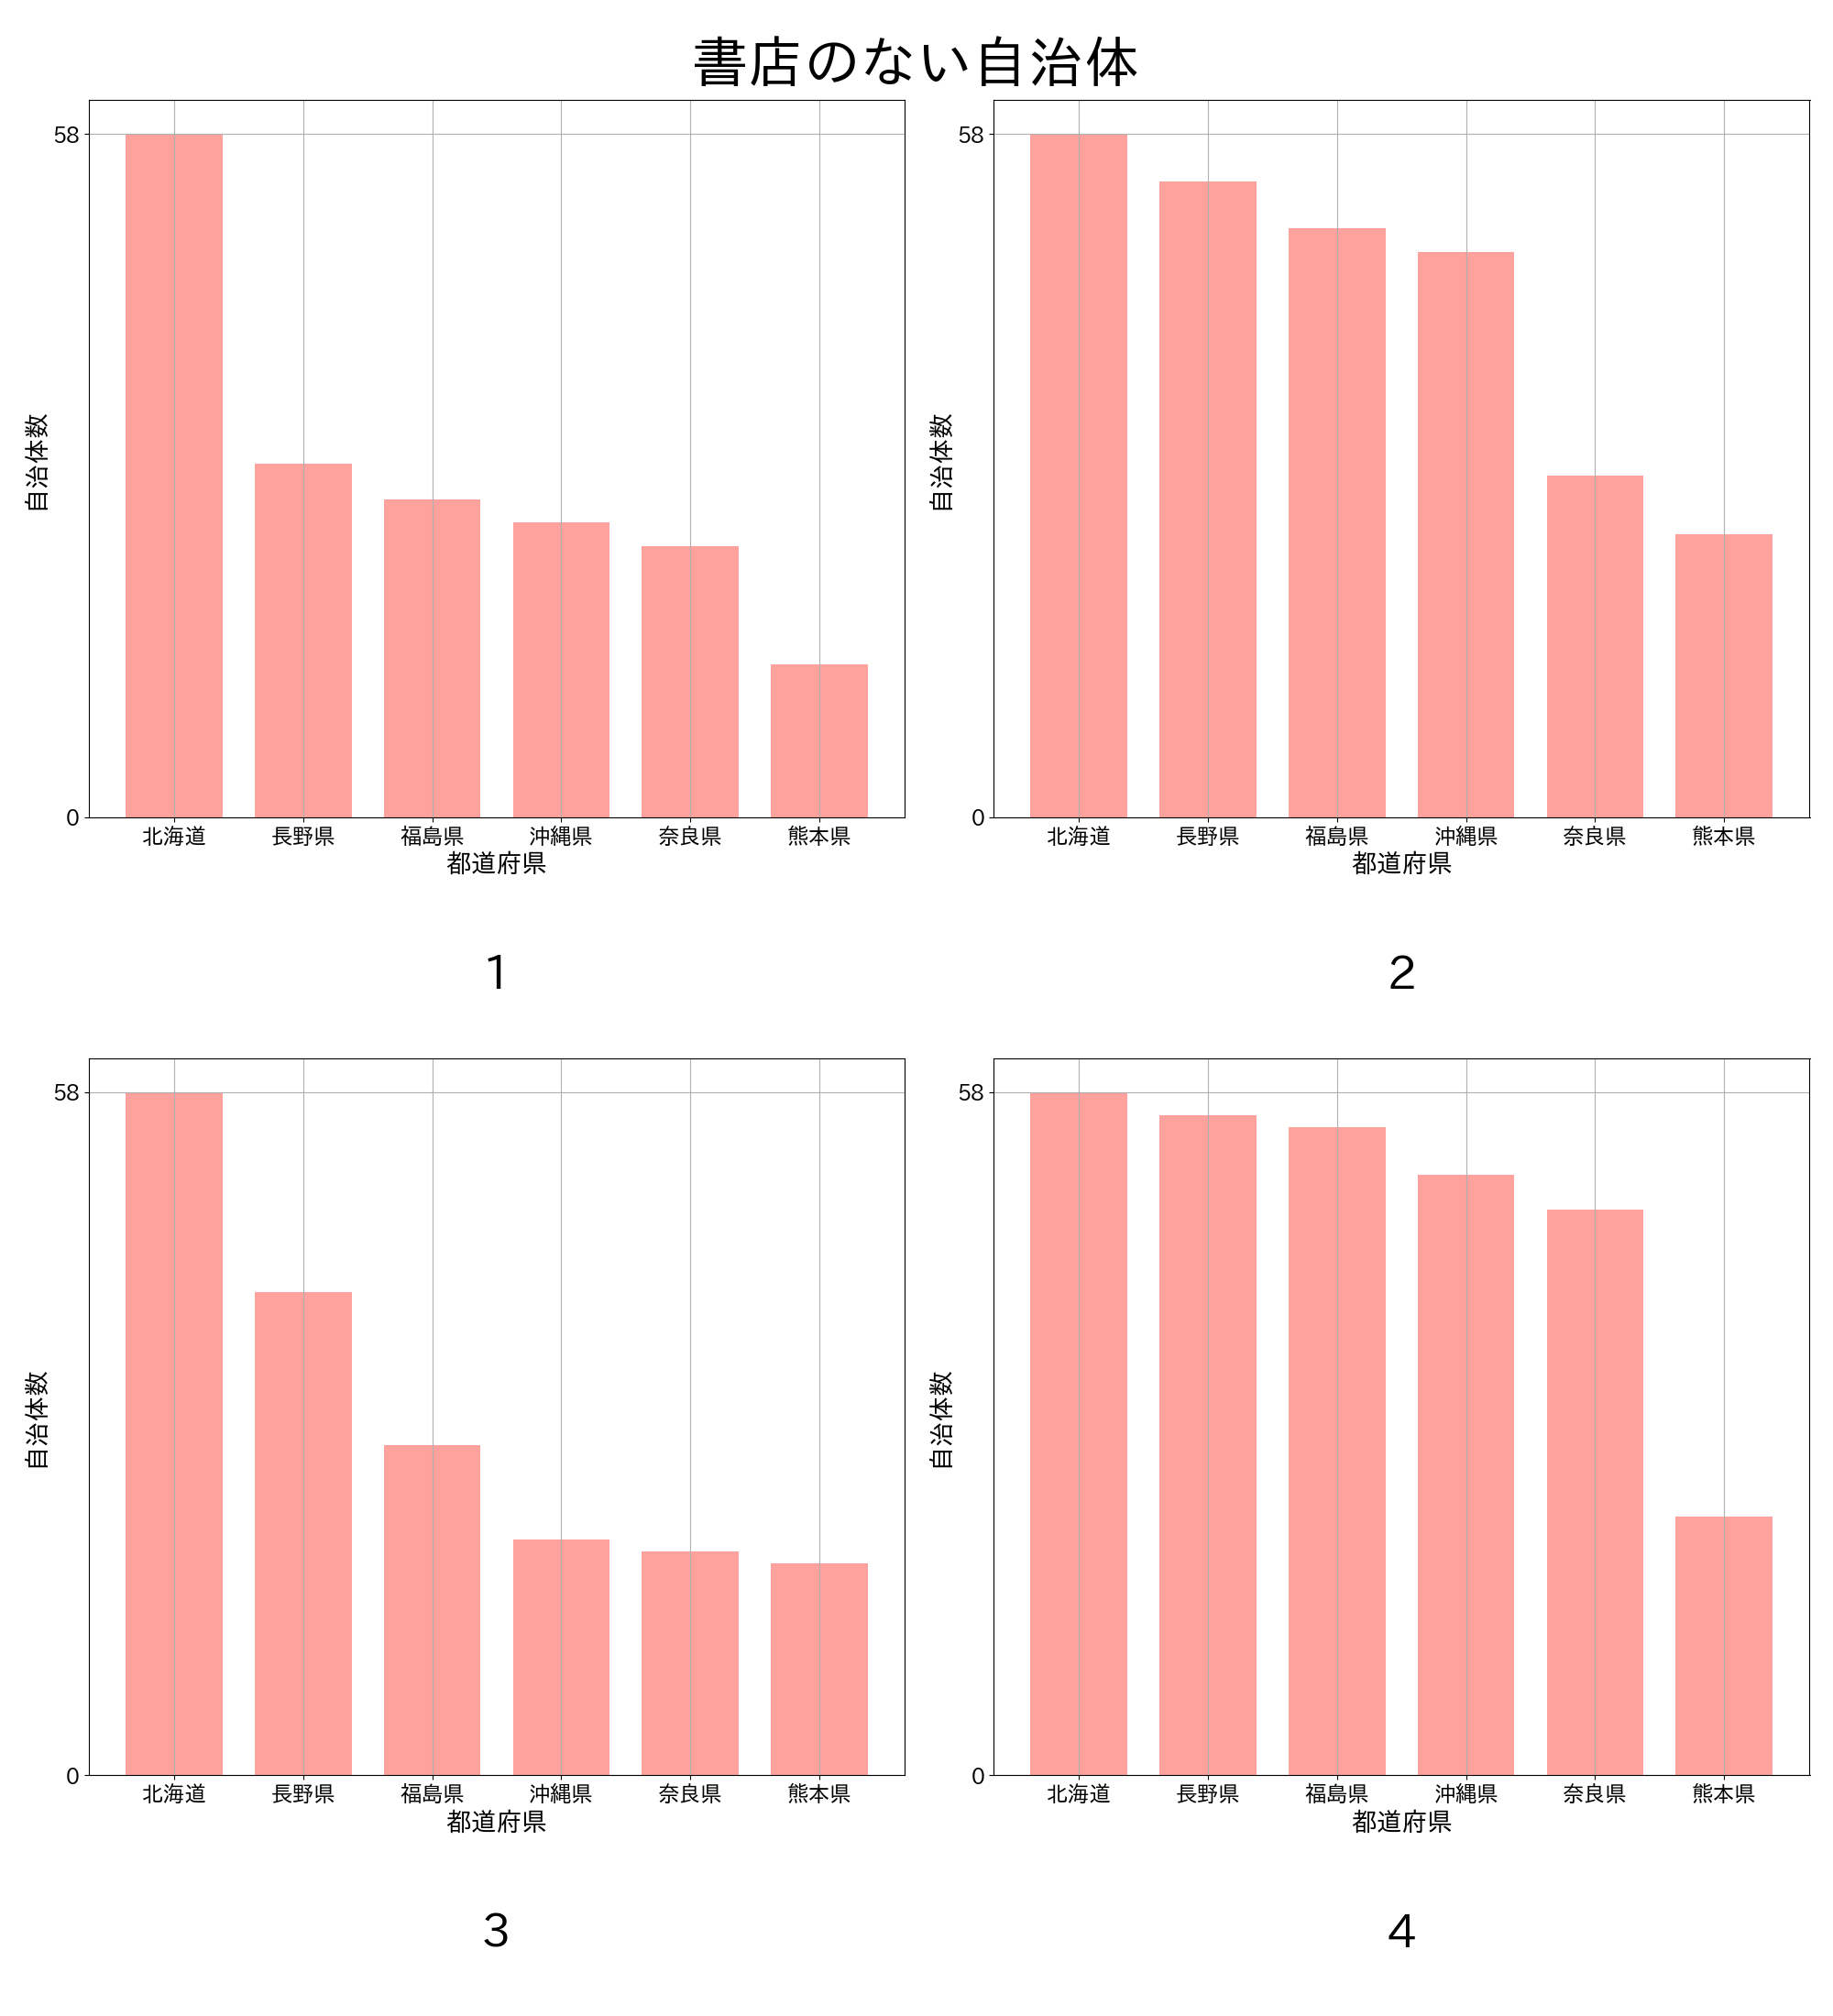 書店のない自治体
58
0
自治体数
北海道 長野県 福島県 沖縄県 奈良県 熊本県
都道府県
1
58
0
自治体数
北海道 長野県 福島県 沖縄県 奈良県 熊本県
都道府県
2
58
0
自治体数
北海道 長野県 福島県 沖縄県 奈良県 熊本県
都道府県
3
58
0
自治体数
北海道 長野県 福島県 沖縄県 奈良県 熊本県
都道府県
4